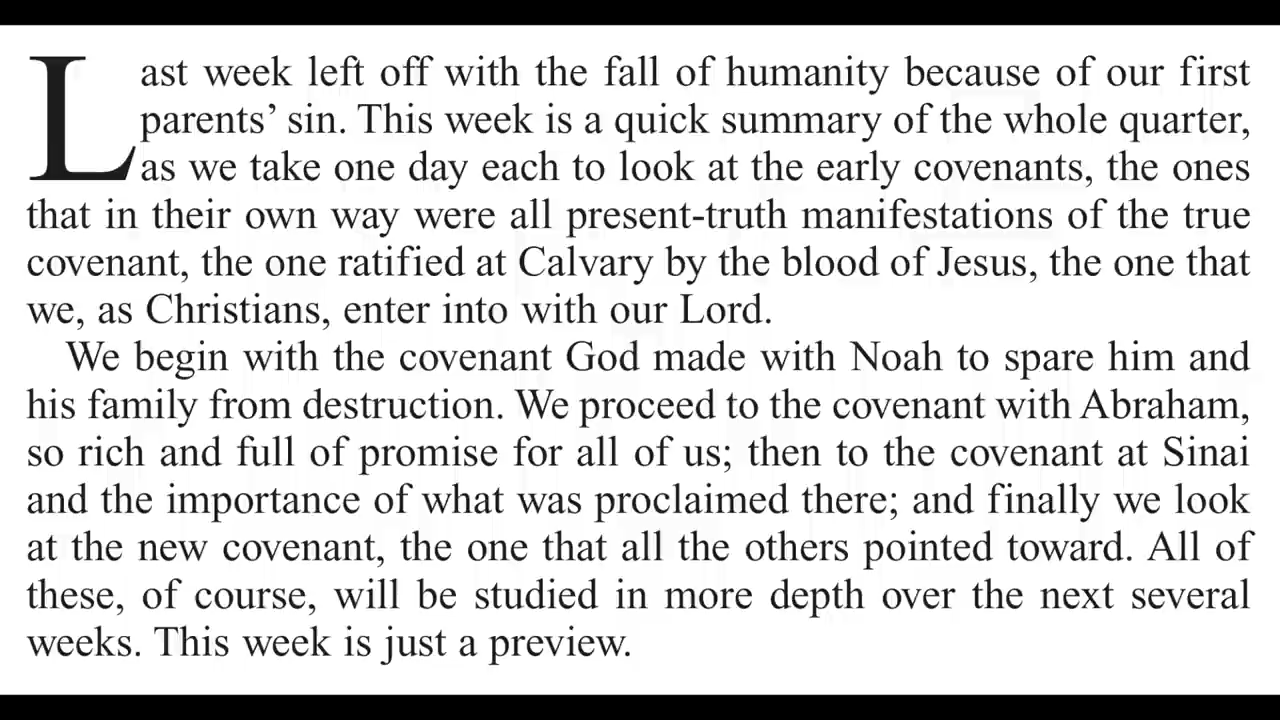 Last week left off with the fall of humanity because of our first
parents’ sin. This week is a quick summary of the whole quarter,
as we take one day each to look at the early covenants, the ones
that in their own way were all present-truth manifestations of the true
covenant, the one ratified at Calvary by the blood of Jesus, the one that
we, as Christians, enter into with our Lord.
We begin with the covenant God made with Noah to spare him and
his family from destruction. We proceed to the covenant with Abraham,
so rich and full of promise for all of us; then to the covenant at Sinai
and the importance of what was proclaimed there; and finally we look
at the new covenant, the one that all the others pointed toward. All of
these, of course, will be studied in more depth over the next several
weeks. This week is just a preview.